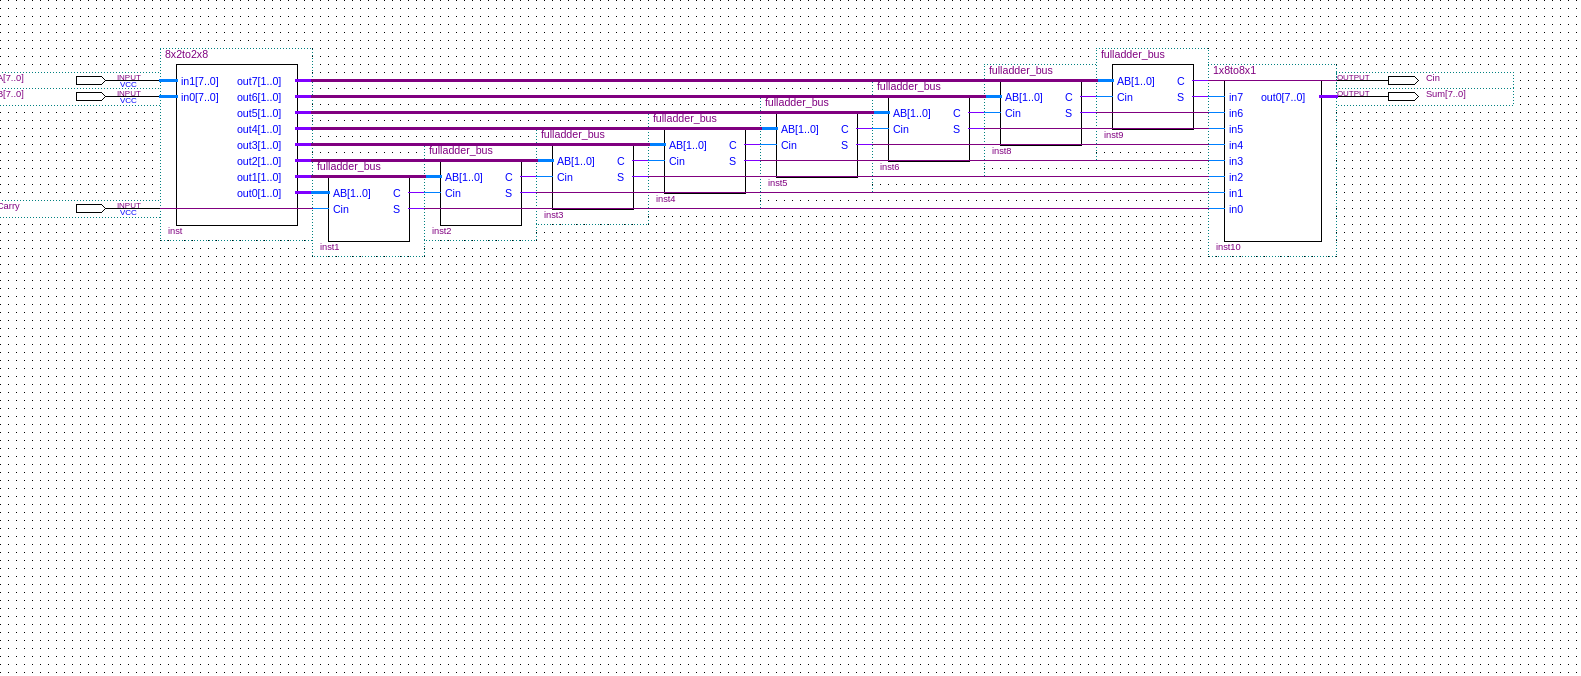 8x2to2x8
A[7..0]
INPUT
VCC
[7..0]
INPUT
VCC
Carry
INPUT
VCC
in1[7..0] out7[1..0]
in0[7..0] out6[1..0]
out5[1..0]
out4[1..0]
out3[1..0]
out2[1..0]
out1[1..0]
out0[1..0]
inst
fulladder_bus
AB[1..0] C
Cin S
inst1
fulladder_bus
AB[1..0] C
Cin S
inst2
fulladder_bus
AB[1..0] C
Cin S
inst3
fulladder_bus
AB[1..0] C
Cin S
inst4
fulladder_bus
AB[1..0] C
Cin S
inst5
fulladder_bus
AB[1..0] C
Cin S
inst6
fulladder_bus
AB[1..0] C
Cin S
inst8
fulladder_bus
AB[1..0] C
Cin S
inst9
1x8to8x1
in7 out0[7..0]
in6
in5
in4
in3
in2
in1
in0
inst10
OUTPUT Cin
OUTPUT Sum[7..0]